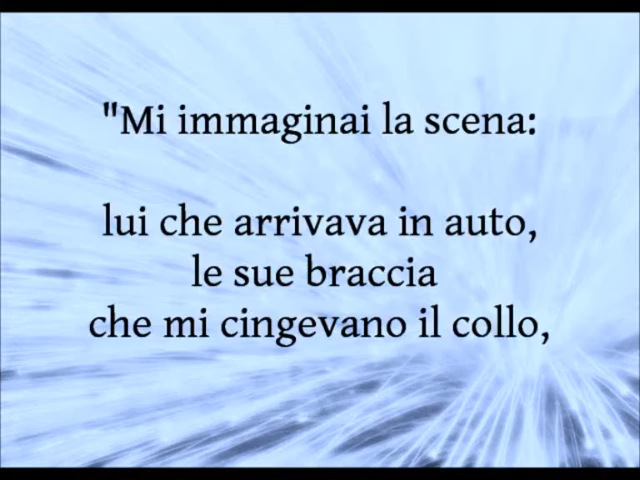 "Mi immaginai la scena:
lui che arrivava in auto,
le sue braccia
che mi cingevano il collo,